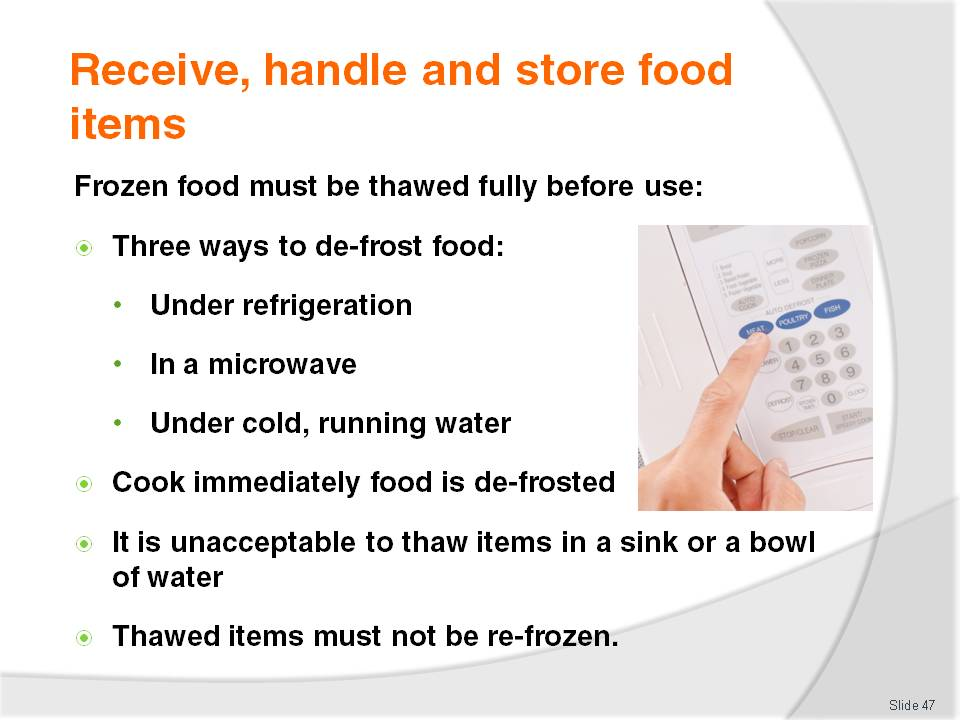 Receive, handle and store food
items
Frozen food must be thawed fully before use:
Three ways to de-frost food:
• Under refrigeration
• In a microwave
• Under cold, running water
Cook immediately food is de-frosted
It is unacceptable to thaw items in a sink or a bowl
of water
Thawed items must not be re-frozen.
POPCORN
MORE
FROZEN
PIZZA
LESS
DINNER
PLATE
AUTO
COOK
AUTO DEFROST
MEAT
POULTRY
FISH
1 2 3
4 5 6
7 8 9
0
DEFROST
CLOCK
STOP/CLEAR
START
Slide 47